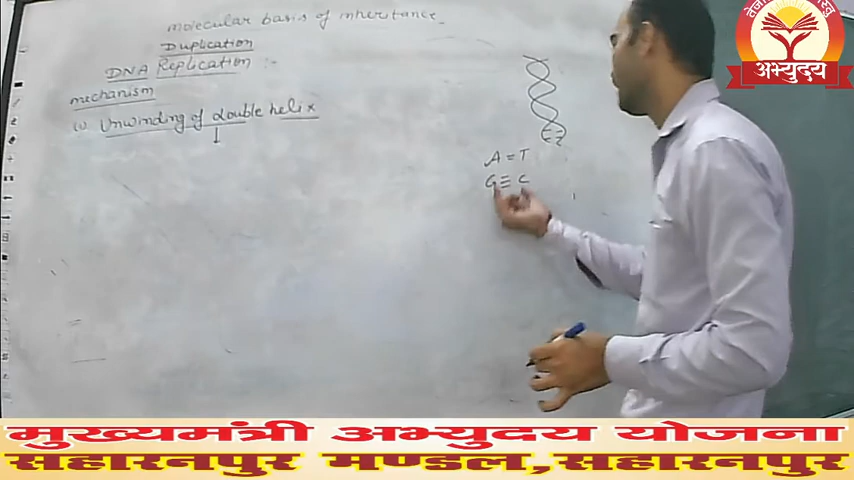 molecular basis of inheritance
Duplication
DNA Replication :-
mechanism
(1) Unwinding of double helix
A = T
G ≡ C
अभ्युदय
मुख्यमंत्री अभ्युदय योजना
सहारनपुर मण्डल, सहारनपुर